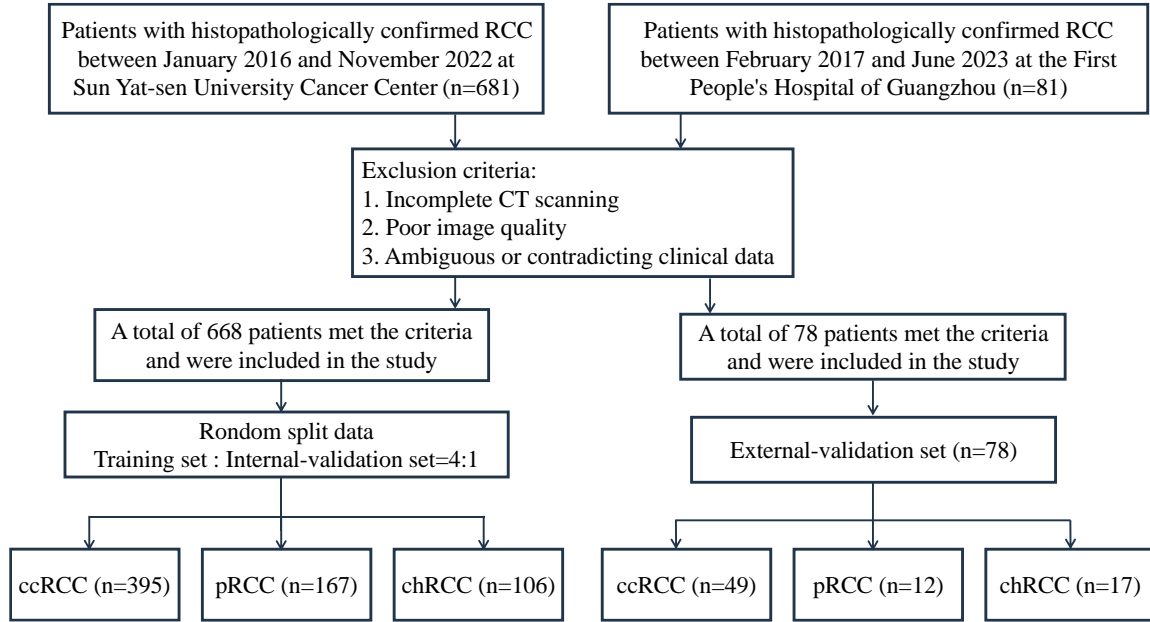 Patients with histopathologically confirmed RCC
between January 2016 and November 2022 at
Sun Yat-sen University Cancer Center (n=681)
Patients with histopathologically confirmed RCC
between February 2017 and June 2023 at the First
People's Hospital of Guangzhou (n=81)
Exclusion criteria:
1. Incomplete CT scanning
2. Poor image quality
3. Ambiguous or contradicting clinical data
A total of 668 patients met the criteria
and were included in the study
A total of 78 patients met the criteria
and were included in the study
Rondom split data
Training set : Internal-validation set=4:1
External-validation set (n=78)
ccRCC (n=395)
pRCC (n=167)
chRCC (n=106)
ccRCC (n=49)
pRCC (n=12)
chRCC (n=17)